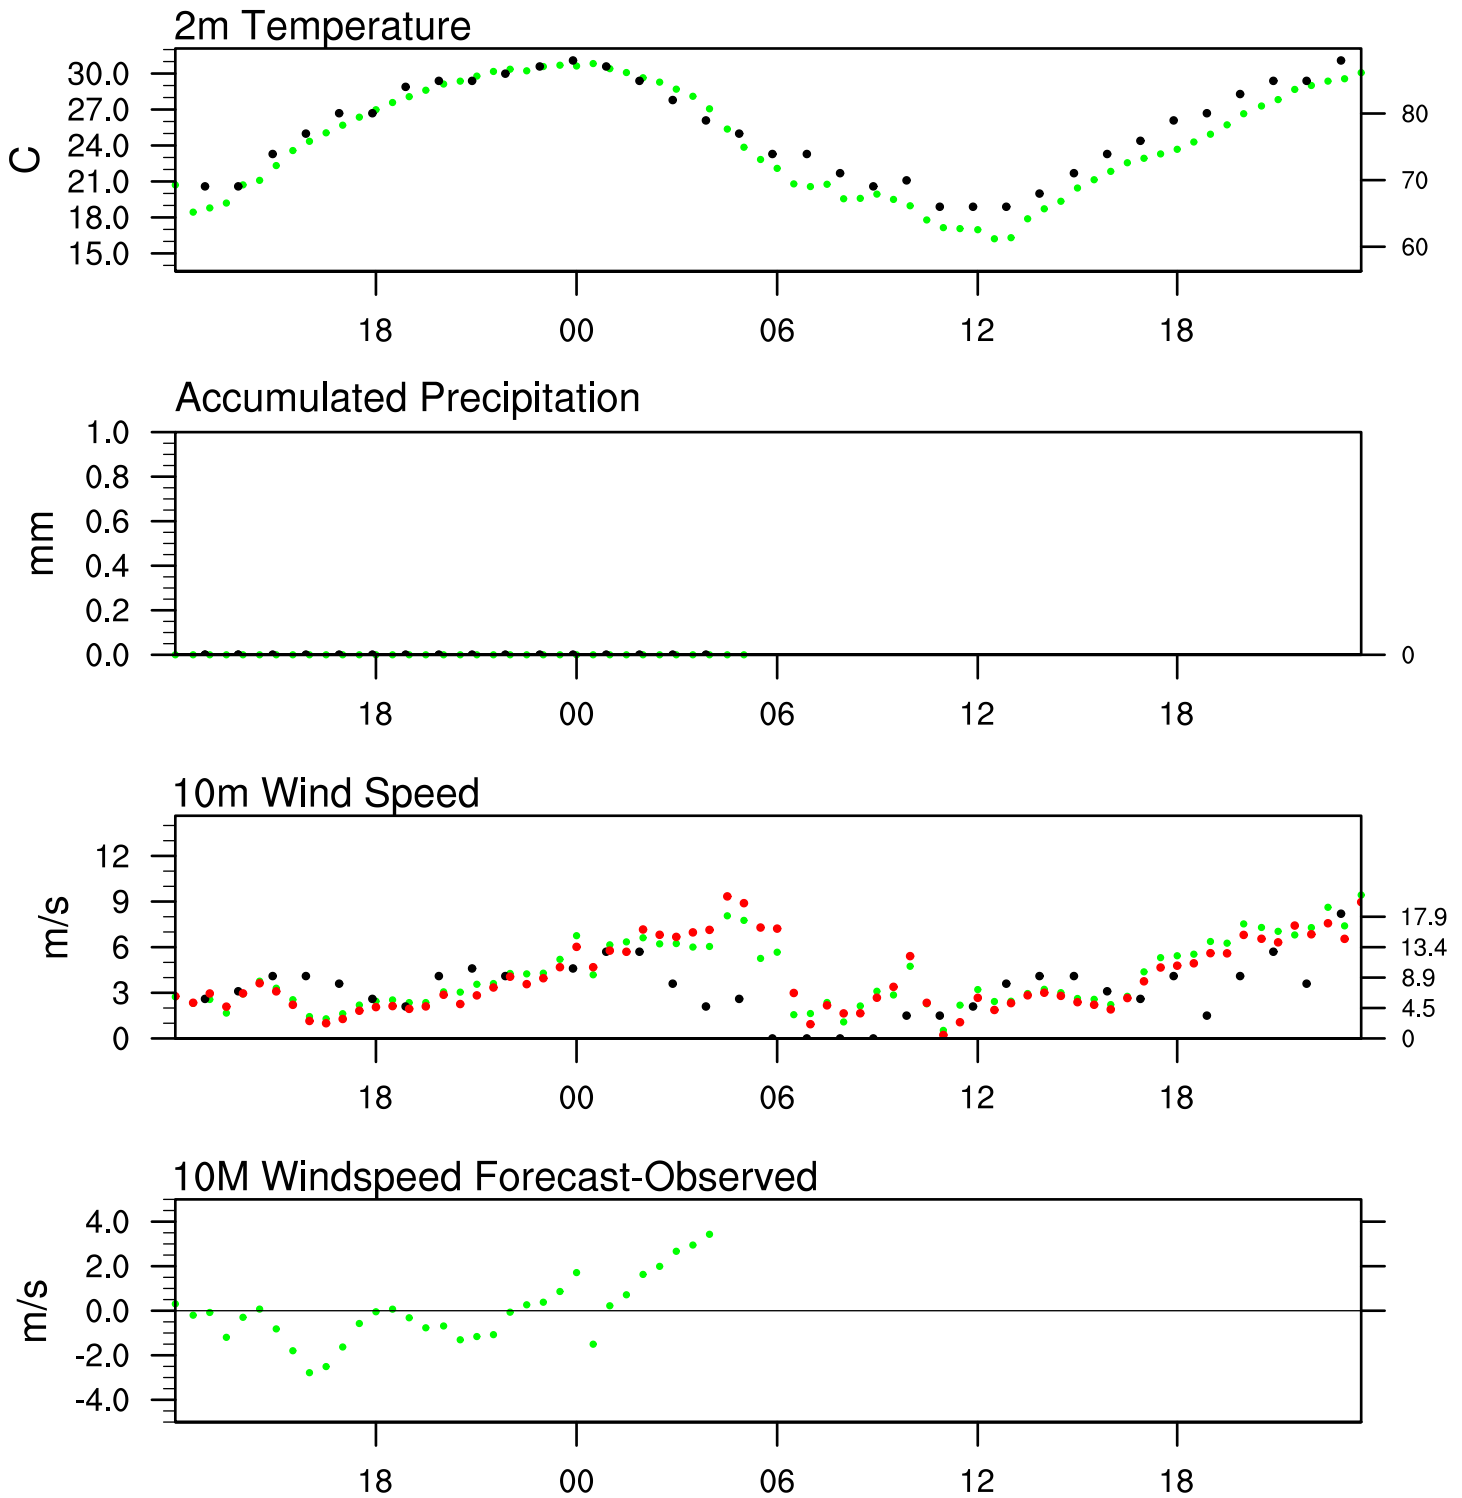 2m Temperature
30.0
27.0
24.0
21.0
18.0
15.0
C
80
70
60
18 00 06 12 18
Accumulated Precipitation
1.0
0.8
0.6
0.4
0.2
0.0
mm
0
18 00 06 12 18
10m Wind Speed
12
9
6
3
0
m/s
17.9
13.4
8.9
4.5
0
18 00 06 12 18
10M Windspeed Forecast-Observed
4.0
2.0
0.0
-2.0
-4.0
m/s
18 00 06 12 18